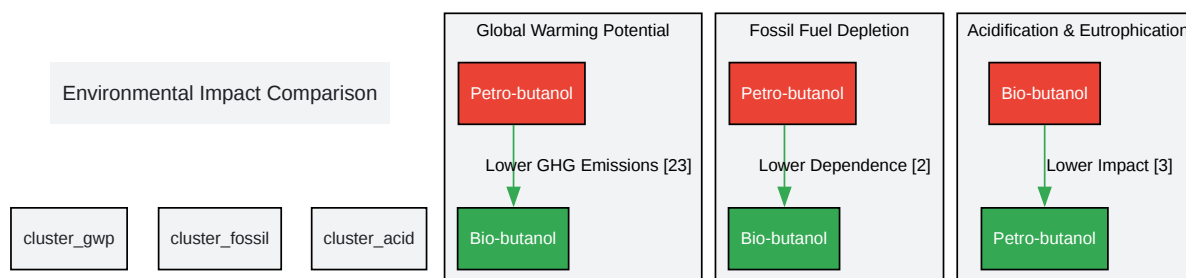 Environmental Impact Comparison
cluster_gwp
cluster_fossil
cluster_acid
Global Warming Potential
Petro-butanol
Lower GHG Emissions [23]
Bio-butanol
Fossil Fuel Depletion
Petro-butanol
Lower Dependence [2]
Bio-butanol
Acidification & Eutrophication
Bio-butanol
Lower Impact [3]
Petro-butanol